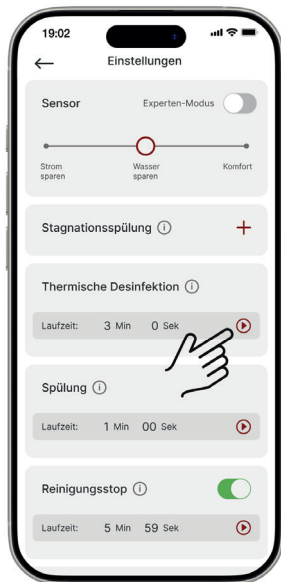 19:02
Einstellungen
Sensor Experten-Modus
Strom sparen Wasser sparen Komfort
Stagnationsspülung
Thermische Desinfektion
Laufzeit: 3 Min 0 Sek
Spülung
Laufzeit: 1 Min 00 Sek
Reinigungsstop
Laufzeit: 5 Min 59 Sek